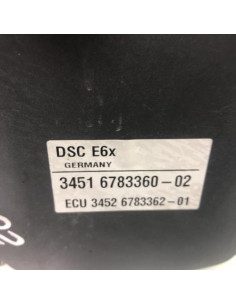 DSC E6x
GERMANY
3451 6783360-02
ECU 3452 6783362-01